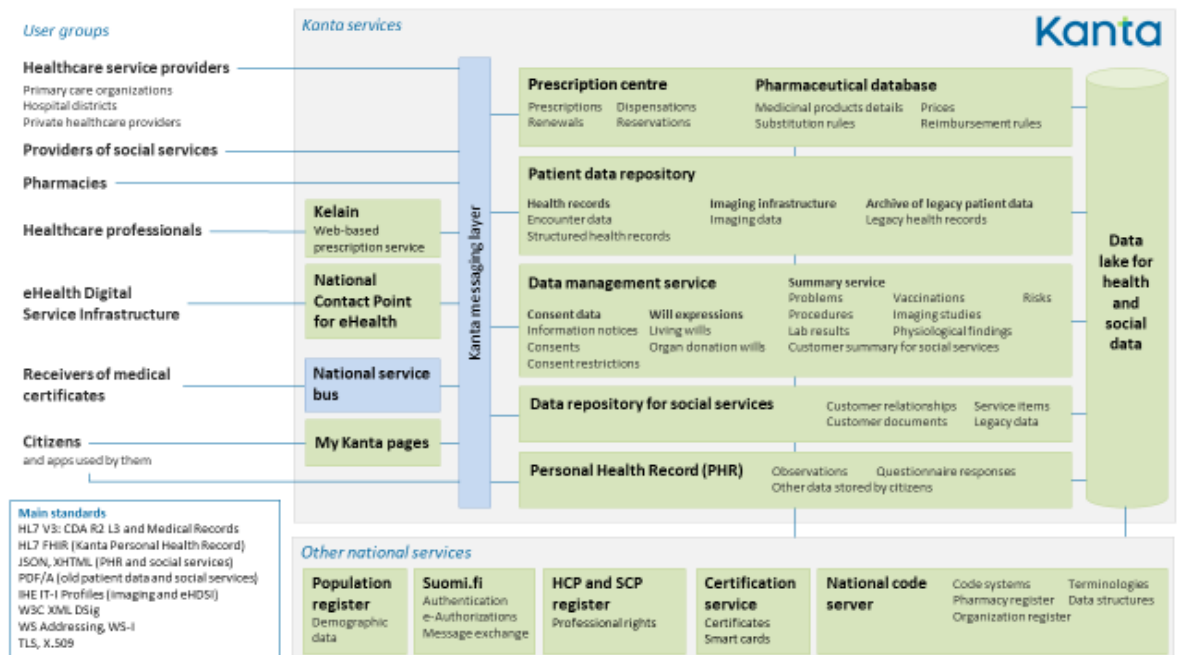 User groups
Healthcare service providers
Primary care organizations
Hospital districts
Private healthcare providers
Providers of social services
Pharmacies
Healthcare professionals
eHealth Digital
Service Infrastructure
Receivers of medical
certificates
Citizens
and apps used by them
Main standards
HL7 V3: CDA R2 L3 and Medical Records
HL7 FHIR (Kanta Personal Health Record)
JSON, XHTML (PHR and social services)
PDF/A (old patient data and social services)
IHE IT-I Profiles (imaging and eHDSI)
W3C XML DSig
WS Addressing, WS-I
TLS, X.509
Kanta services
Kanta
Kelain
Web-based
prescription service
National
Contact Point
for eHealth
National service
bus
My Kanta pages
Kanta messaging layer
Prescription centre
Prescriptions Dispensations
Renewals Reservations
Pharmaceutical database
Medicinal products details Prices
Substitution rules Reimbursement rules
Patient data repository
Health records
Encounter data
Structured health records
Imaging infrastructure
Imaging data
Archive of legacy patient data
Legacy health records
Data management service
Consent data
Information notices
Consents
Consent restrictions
Will expressions
Living wills
Organ donation wills
Summary service
Problems Vaccinations Risks
Procedures Imaging studies
Lab results Physiological findings
Customer summary for social services
Data repository for social services
Customer relationships Service items
Customer documents Legacy data
Personal Health Record (PHR)
Observations Questionnaire responses
Other data stored by citizens
Data
lake for
health
and
social
data
Other national services
Population
register
Demographic
data
Suomi.fi
Authentication
e-Authorizations
Message exchange
HCP and SCP
register
Professional rights
Certification
service
Certificates
Smart cards
National code
server
Code systems Terminologies
Pharmacy register Data structures
Organization register